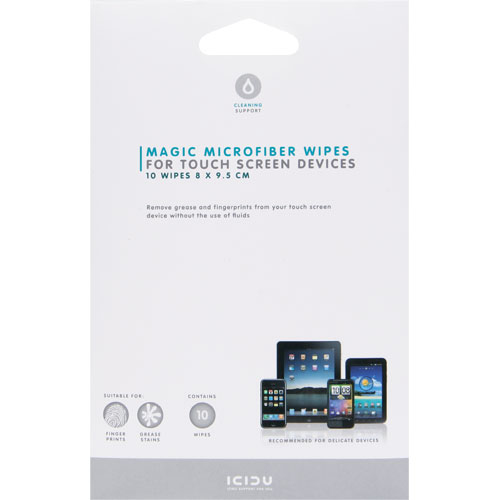 CLEANING
SUPPORT
MAGIC MICROFIBER WIPES
FOR TOUCH SCREEN DEVICES
10 WIPES 8 X 9.5 CM
Remove grease and fingerprints from your touch screen
device without the use of fluids
SUITABLE FOR:
CONTAINS
10
FINGER
PRINTS
GREASE
STAINS
WIPES
RECOMMENDED FOR DELICATE DEVICES
ICIDU